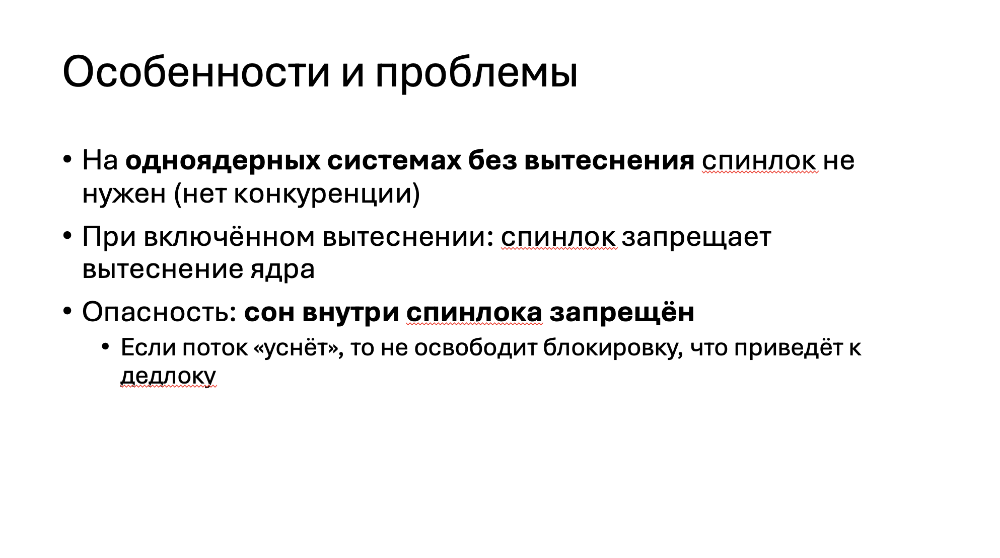 Особенности и проблемы
• На одноядерных системах без вытеснения спинлок не
нужен (нет конкуренции)
• При включённом вытеснении: спинлок запрещает
вытеснение ядра
• Опасность: сон внутри спинлока запрещён
• Если поток «уснёт», то не освободит блокировку, что приведёт к
дедлоку